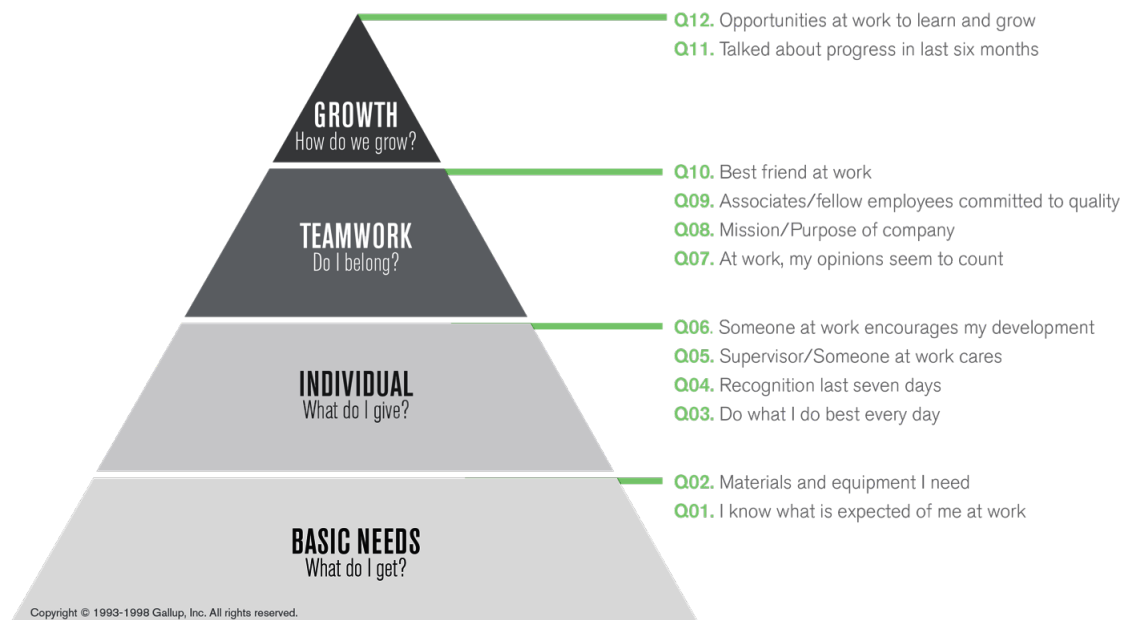 Q12. Opportunities at work to learn and grow
Q11. Talked about progress in last six months
GROWTH
How do we grow?
Q10. Best friend at work
Q09. Associates/fellow employees committed to quality
Q08. Mission/Purpose of company
Q07. At work, my opinions seem to count
TEAMWORK
Do I belong?
Q06. Someone at work encourages my development
Q05. Supervisor/Someone at work cares
Q04. Recognition last seven days
Q03. Do what I do best every day
INDIVIDUAL
What do I give?
Q02. Materials and equipment I need
Q01. I know what is expected of me at work
BASIC NEEDS
What do I get?
Copyright © 1993-1998 Gallup, Inc. All rights reserved.